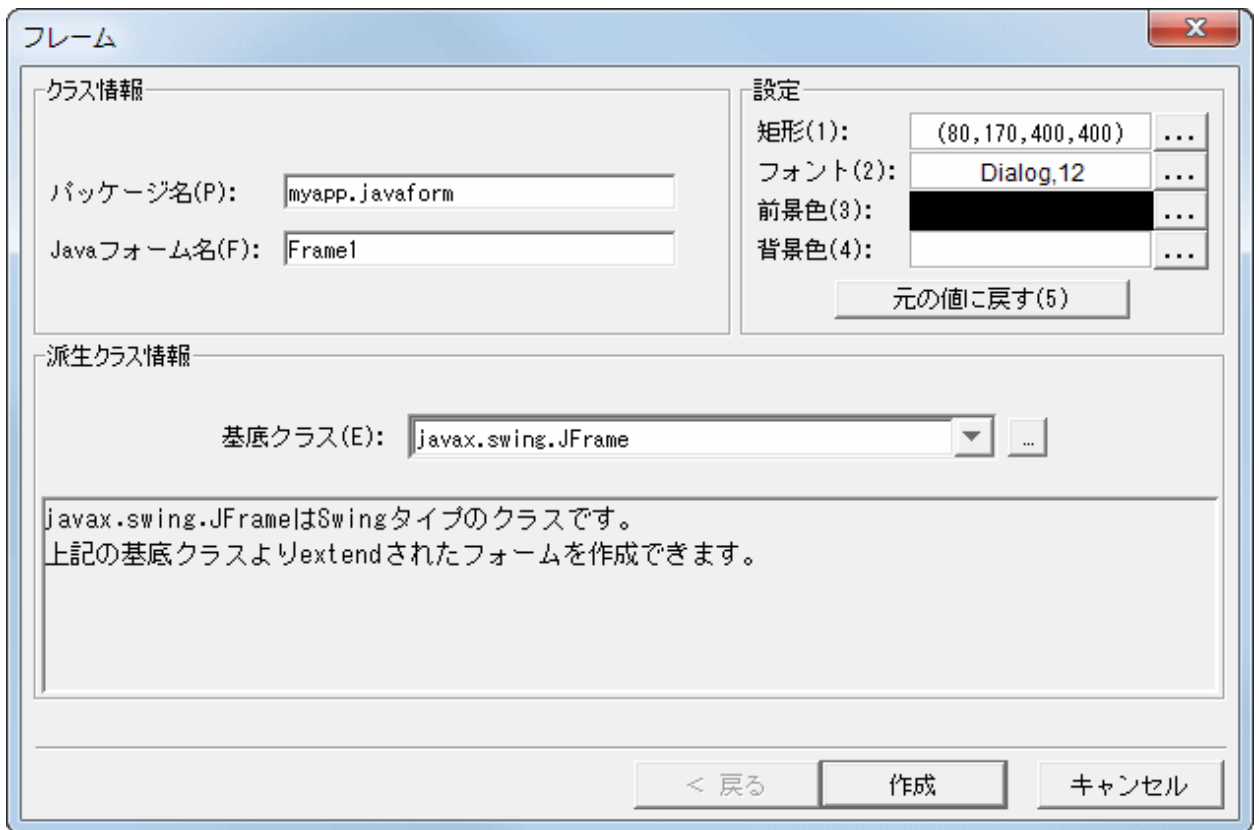 フレーム
クラス情報
パッケージ名(P): myapp.javaform
Javaフォーム名(F): Frame1
設定
矩形(1): (80,170,400,400) ...
フォント(2): Dialog,12 ...
前景色(3): ...
背景色(4): ...
元の値に戻す(5)
派生クラス情報
基底クラス(E): javax.swing.JFrame ...
javax.swing.JFrameはSwingタイプのクラスです。
上記の基底クラスよりextendされたフォームを作成できます。
< 戻る 作成 キャンセル